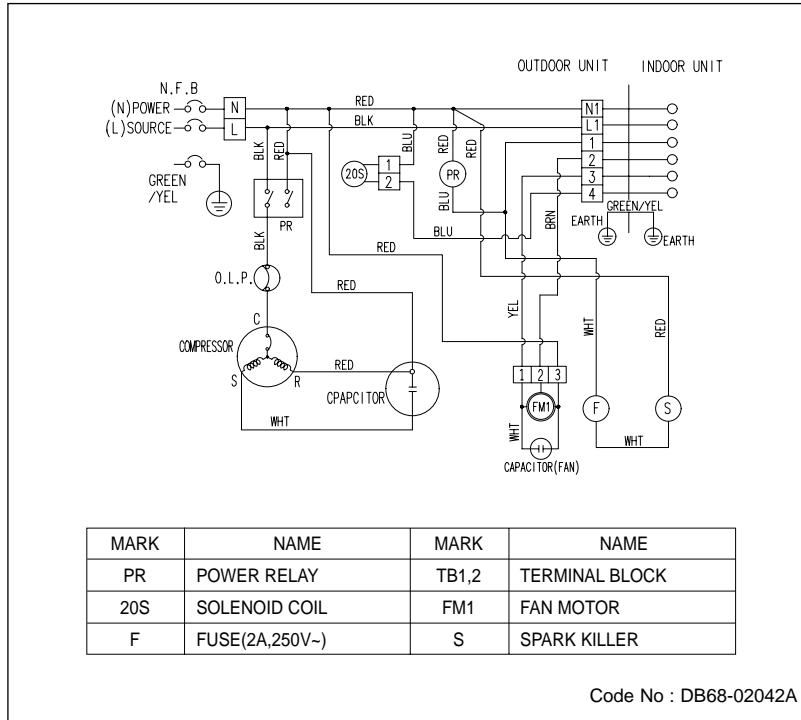 OUTDOOR UNIT INDOOR UNIT
N.F.B
(N)POWER N RED N1
(L)SOURCE L BLK L1
BLK RED BLU RED RED 1
20S 1 PR 2
2 3
GREEN 4
/YEL BLU BRN GREEN/YEL
PR BLU EARTH EARTH
BLK RED
O.L.P. RED YEL WHT RED
C
COMPRESSOR
S R RED 1 2 3
CPAPCITOR FM1 F S
WHT WHT WHT
CAPACITOR(FAN)
MARK NAME MARK NAME
PR POWER RELAY TB1,2 TERMINAL BLOCK
20S SOLENOID COIL FM1 FAN MOTOR
F FUSE(2A,250V~) S SPARK KILLER
Code No : DB68-02042A